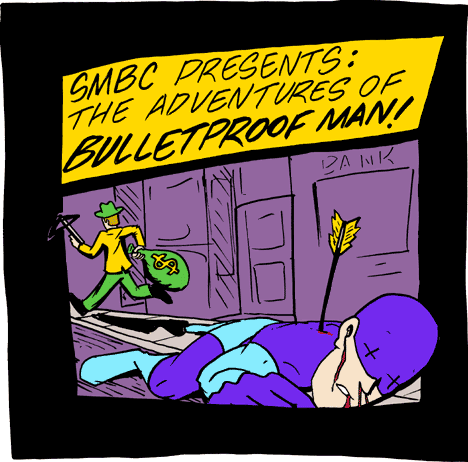 SMBC PRESENTS:
THE ADVENTURES OF
BULLETPROOF MAN!
BANK
$